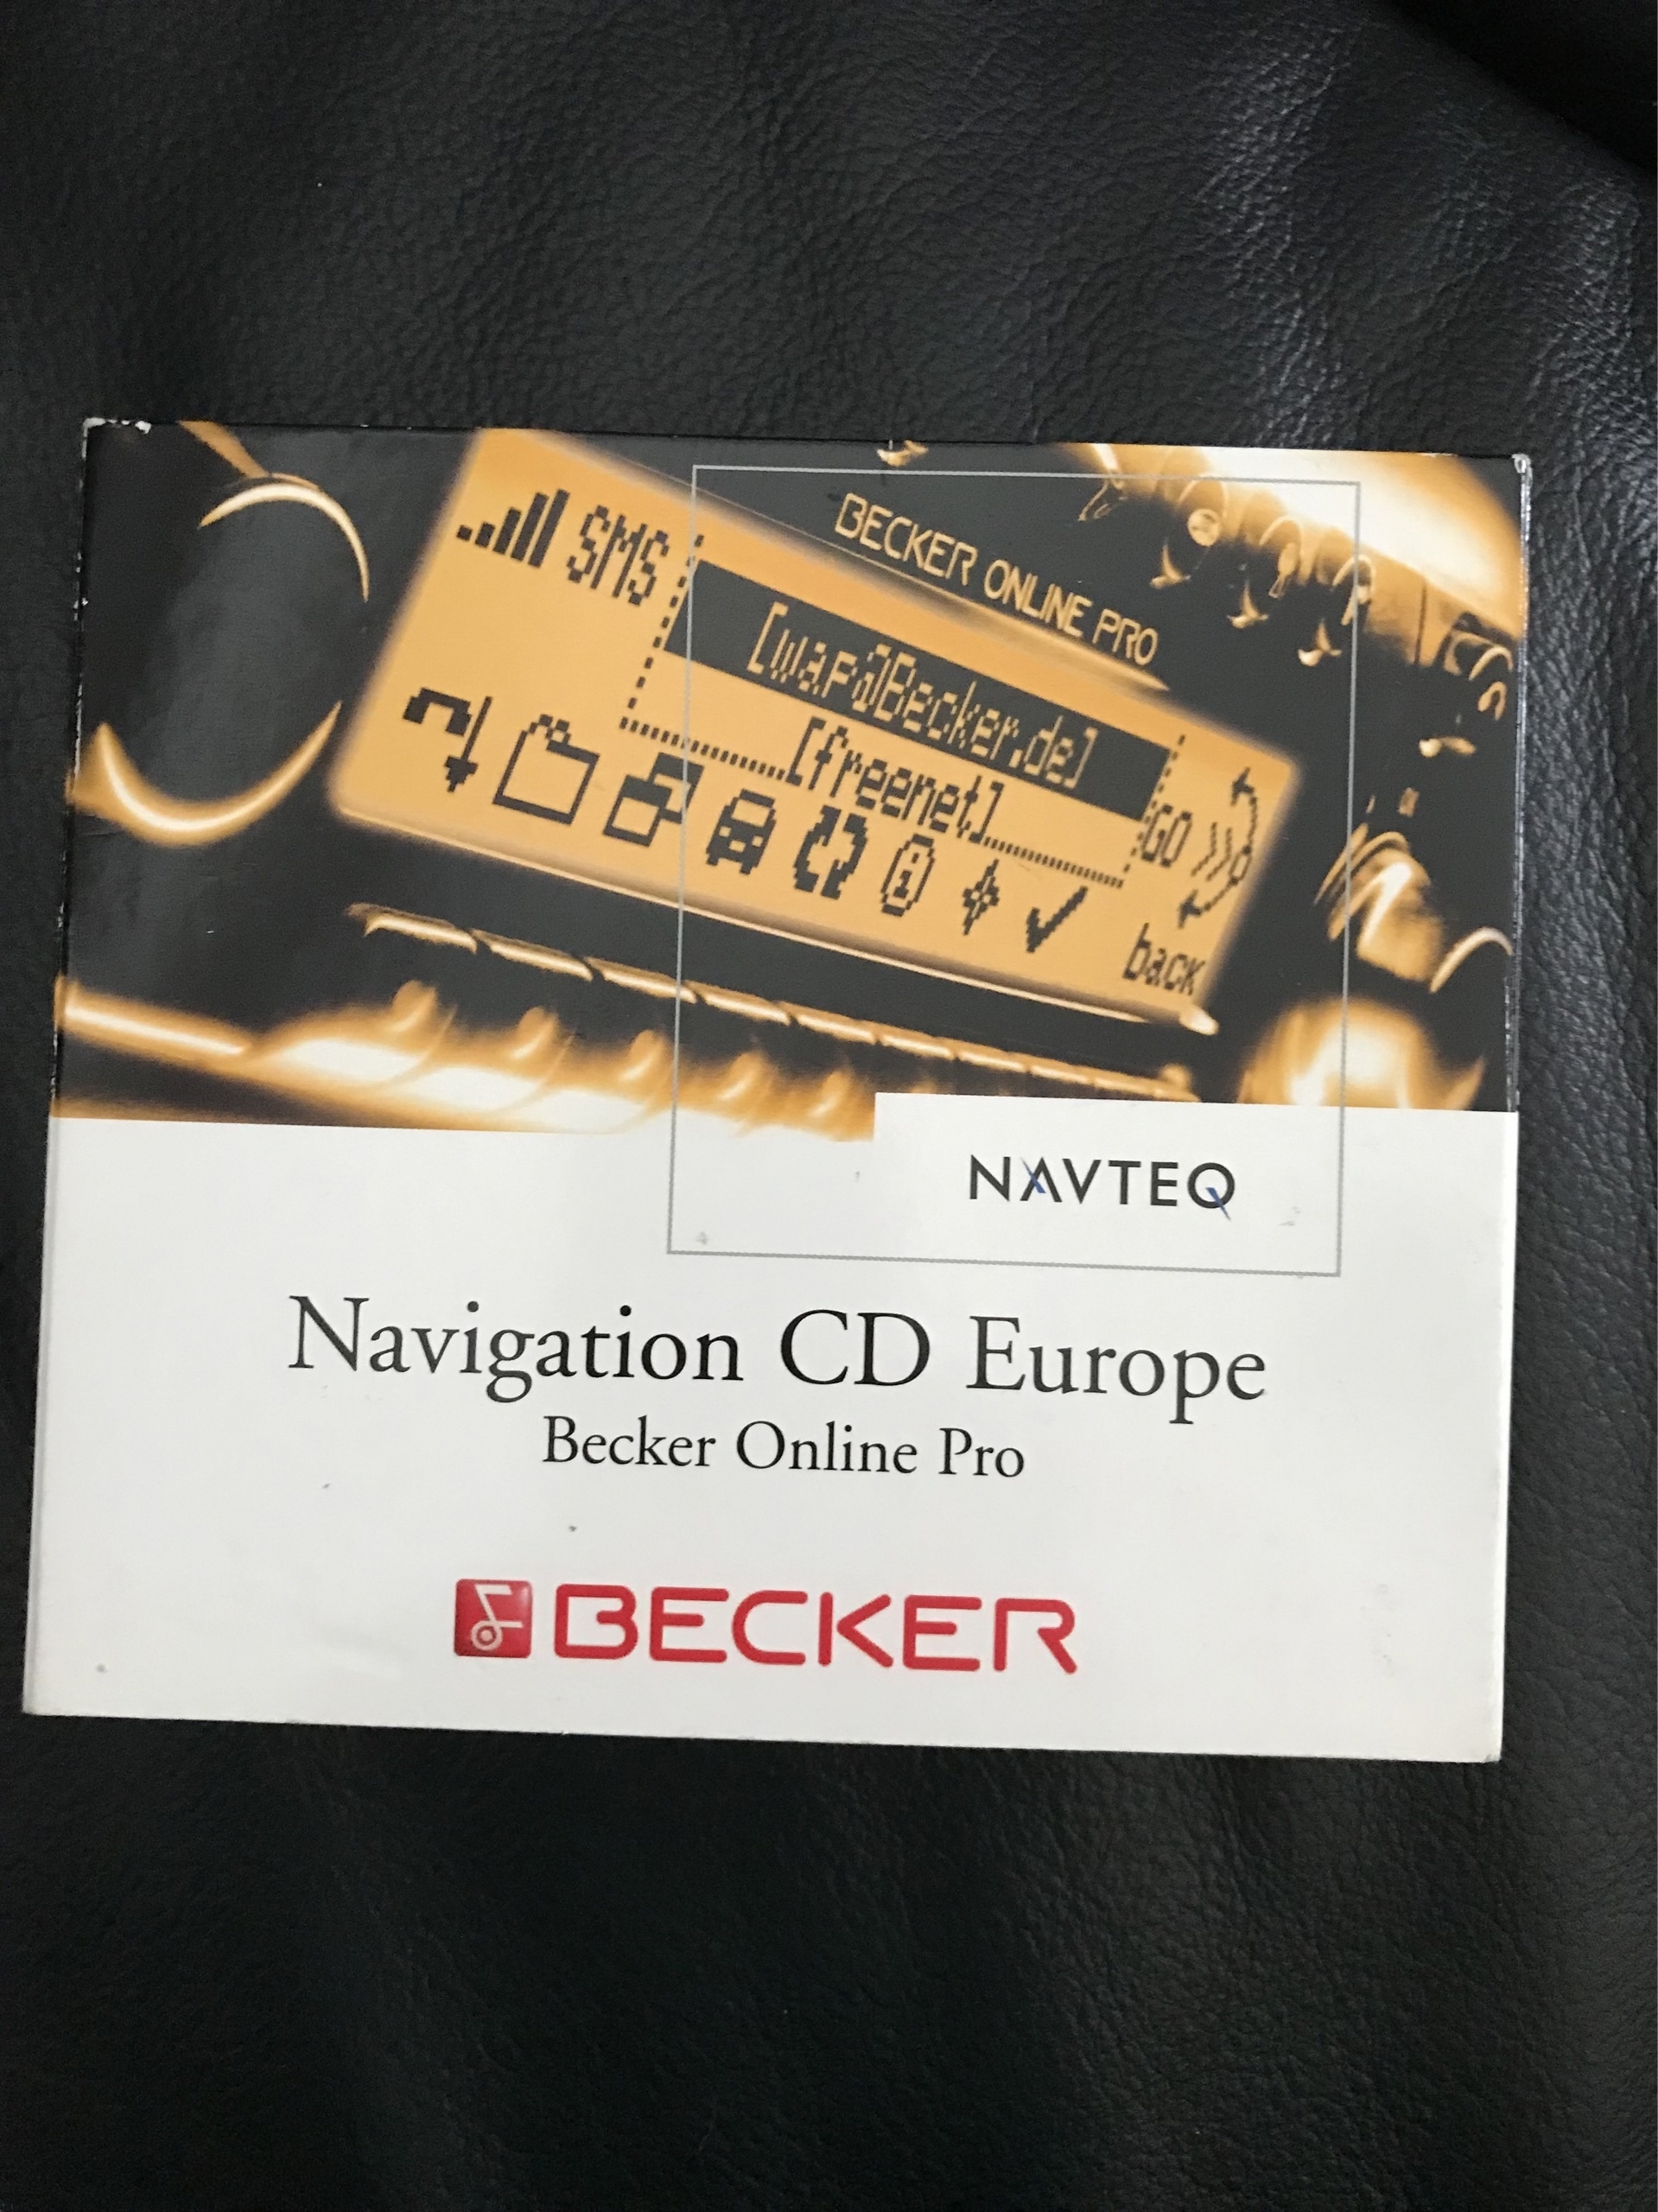 BECKER ONLINE PRO
SMS
[wap@Becker.de]
[freenet]
GO
back
NAVTEQ
Navigation CD Europe
Becker Online Pro
BECKER